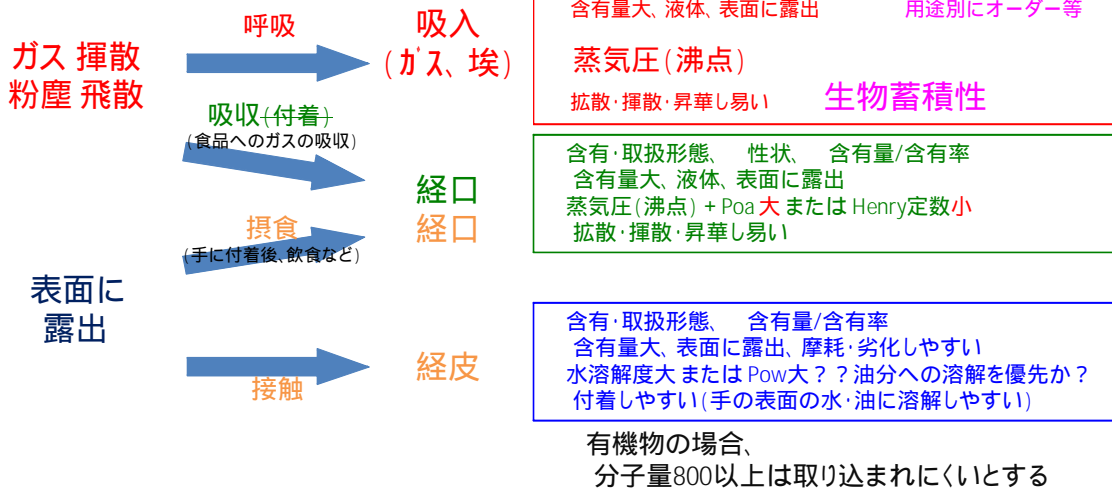 含有量大、液体、表面に露出　用途別にオーダー等
呼吸
吸入
(ガス、埃)
ガス 揮散
粉塵 飛散
蒸気圧(沸点)
拡散・揮散・昇華し易い　生物蓄積性
吸収(付着)
(食品へのガスの吸収)
経口
含有・取扱形態、　性状、　含有量/含有率
含有量大、液体、表面に露出
蒸気圧(沸点) + Poa 大 または Henry定数小
拡散・揮散・昇華し易い
摂食
(手に付着後、飲食など)
経口
表面に
露出
接触
経皮
含有・取扱形態、　含有量/含有率
含有量大、表面に露出、摩耗・劣化しやすい
水溶解度大 または Pow大？？油分への溶解を優先か？
付着しやすい(手の表面の水・油に溶解しやすい)
有機物の場合、
分子量800以上は取り込まれにくいとする